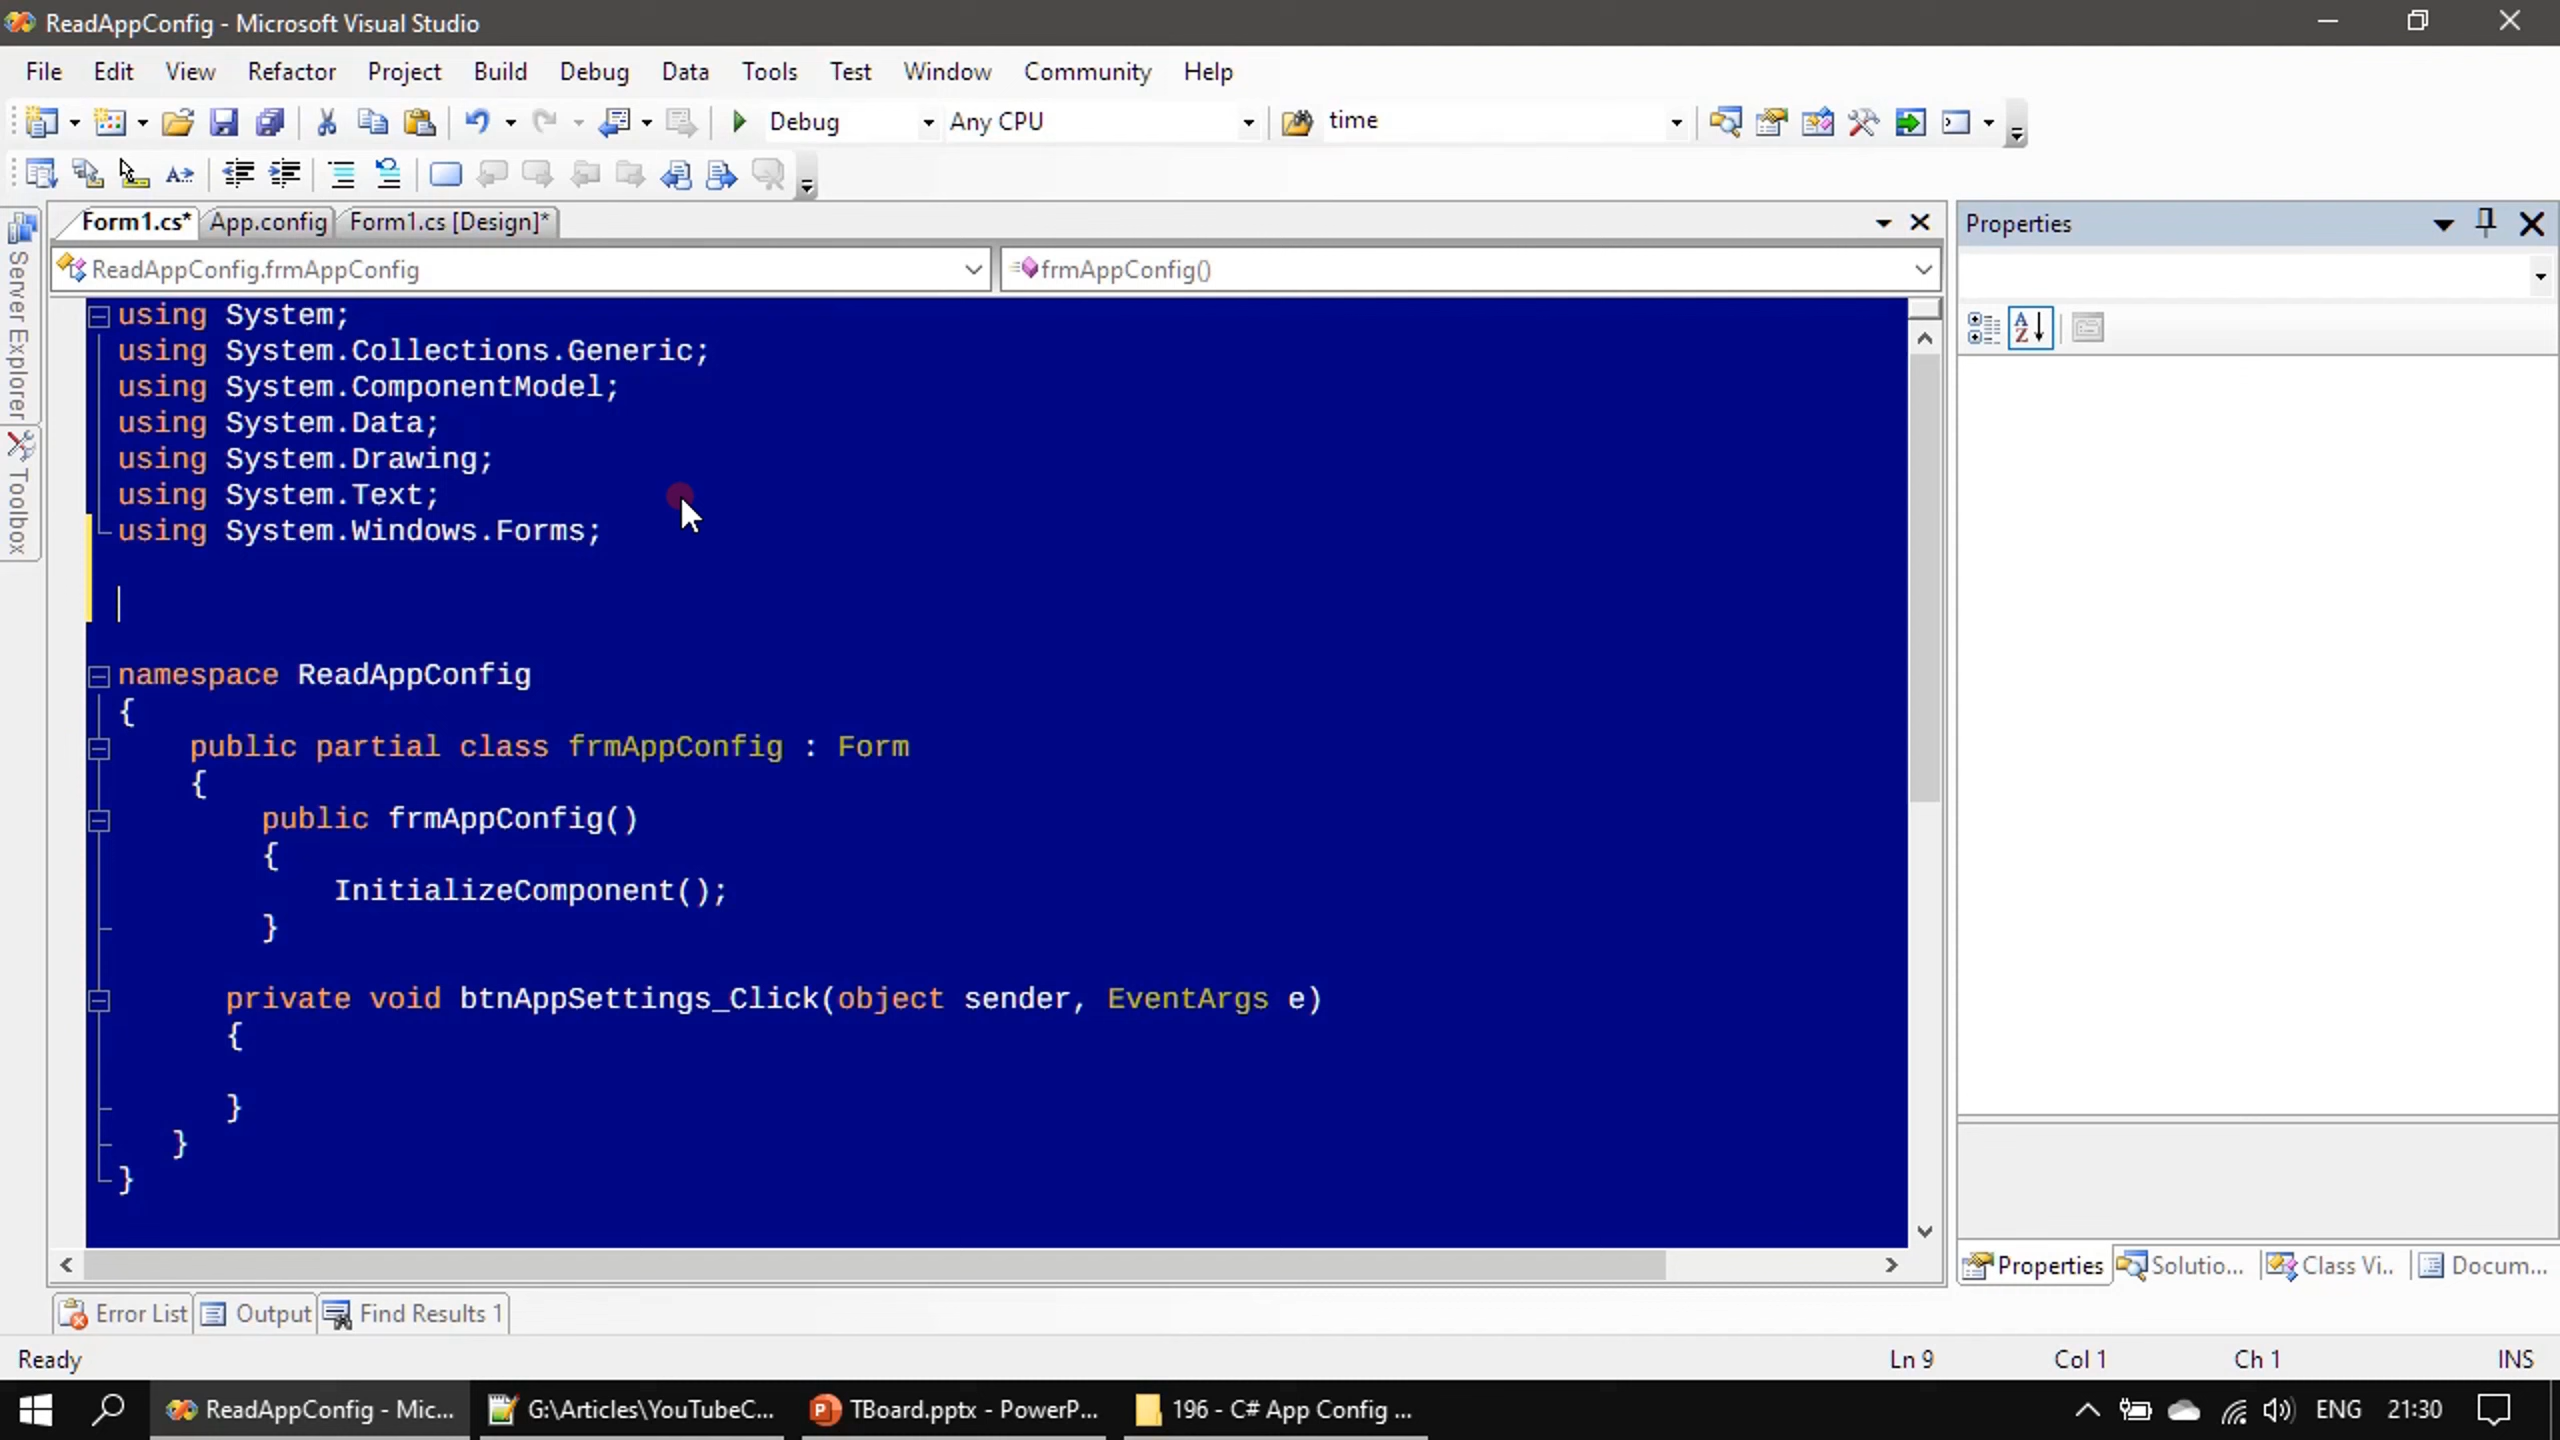 ReadAppConfig - Microsoft Visual Studio
File Edit View Refactor Project Build Debug Data Tools Test Window Community Help
Debug Any CPU time
Form1.cs* App.config Form1.cs [Design]*
Properties
ReadAppConfig.frmAppConfig frmAppConfig()
Server Explorer
Toolbox
using System;
using System.Collections.Generic;
using System.ComponentModel;
using System.Data;
using System.Drawing;
using System.Text;
using System.Windows.Forms;
namespace ReadAppConfig
{
public partial class frmAppConfig : Form
{
public frmAppConfig()
{
InitializeComponent();
}
private void btnAppSettings_Click(object sender, EventArgs e)
{
}
}
}
Properties Solutio... Class Vi... Docum...
Error List Output Find Results 1
Ready Ln 9 Col 1 Ch 1 INS
ReadAppConfig - Mic... G:\Articles\YouTubeC... TBoard.pptx - PowerP... 196 - C# App Config ... ENG 21:30